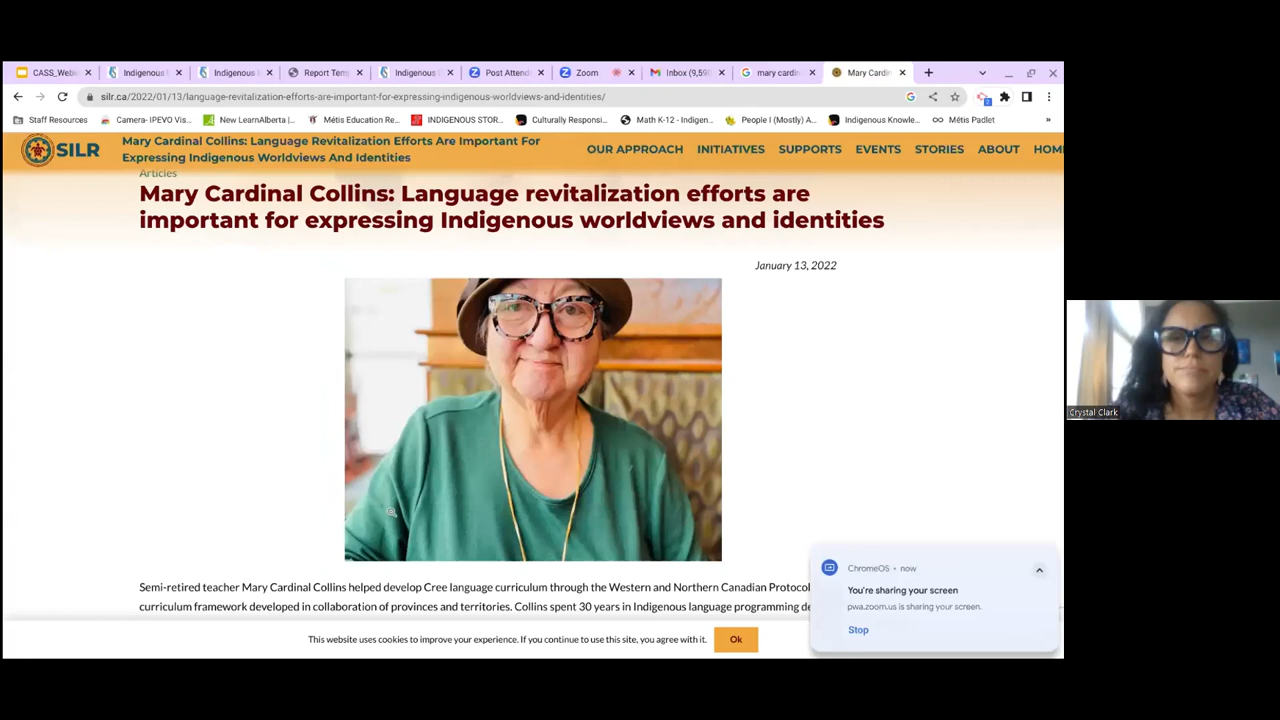 CASS_Web
Indigenous
Indigenous I
Report Temp
Indigenous
Post Attend
Zoom
Inbox (9,59
mary cardin
Mary Cardin
silr.ca/2022/01/13/language-revitalization-efforts-are-important-for-expressing-indigenous-worldviews-and-identities/
Staff Resources
Camera- IPEVO Vis...
New LearnAlberta |...
Métis Education Re...
INDIGENOUS STOR...
Culturally Responsi...
Math K-12 - Indigen...
People I (Mostly) A...
Indigenous Knowle...
Métis Padlet
»
SILR
Mary Cardinal Collins: Language Revitalization Efforts Are Important For
Expressing Indigenous Worldviews And Identities
OUR APPROACH
INITIATIVES
SUPPORTS
EVENTS
STORIES
ABOUT
HOM
Articles
Mary Cardinal Collins: Language revitalization efforts are
important for expressing Indigenous worldviews and identities
January 13, 2022
Semi-retired teacher Mary Cardinal Collins helped develop Cree language curriculum through the Western and Northern Canadian Protocol
curriculum framework developed in collaboration of provinces and territories. Collins spent 30 years in Indigenous language programming de
This website uses cookies to improve your experience. If you continue to use this site, you agree with it.
Ok
ChromeOS • now
You're sharing your screen
pwa.zoom.us is sharing your screen.
Stop
Crystal Clark